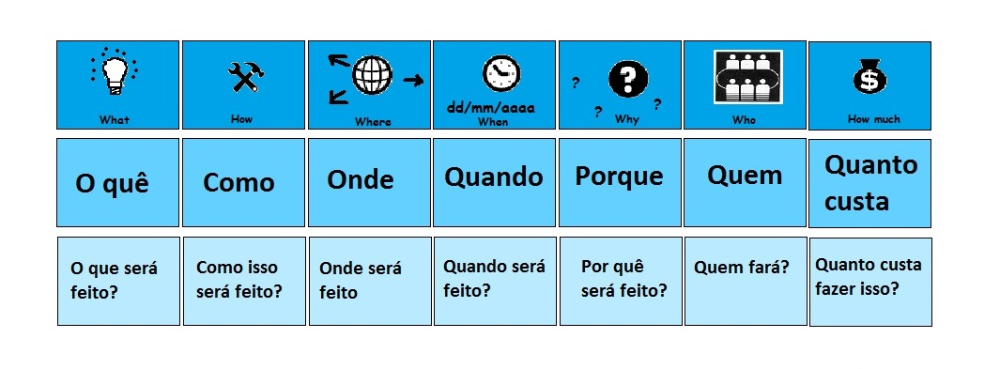 What
How
Where
dd/mm/aaaa
When
? ? ? ?
Why
Who
$
How much
O quê
Como
Onde
Quando
Porque
Quem
Quanto
custa
O que será
feito?
Como isso
será feito?
Onde será
feito
Quando será
feito?
Por quê
será feito?
Quem fará?
Quanto custa
fazer isso?